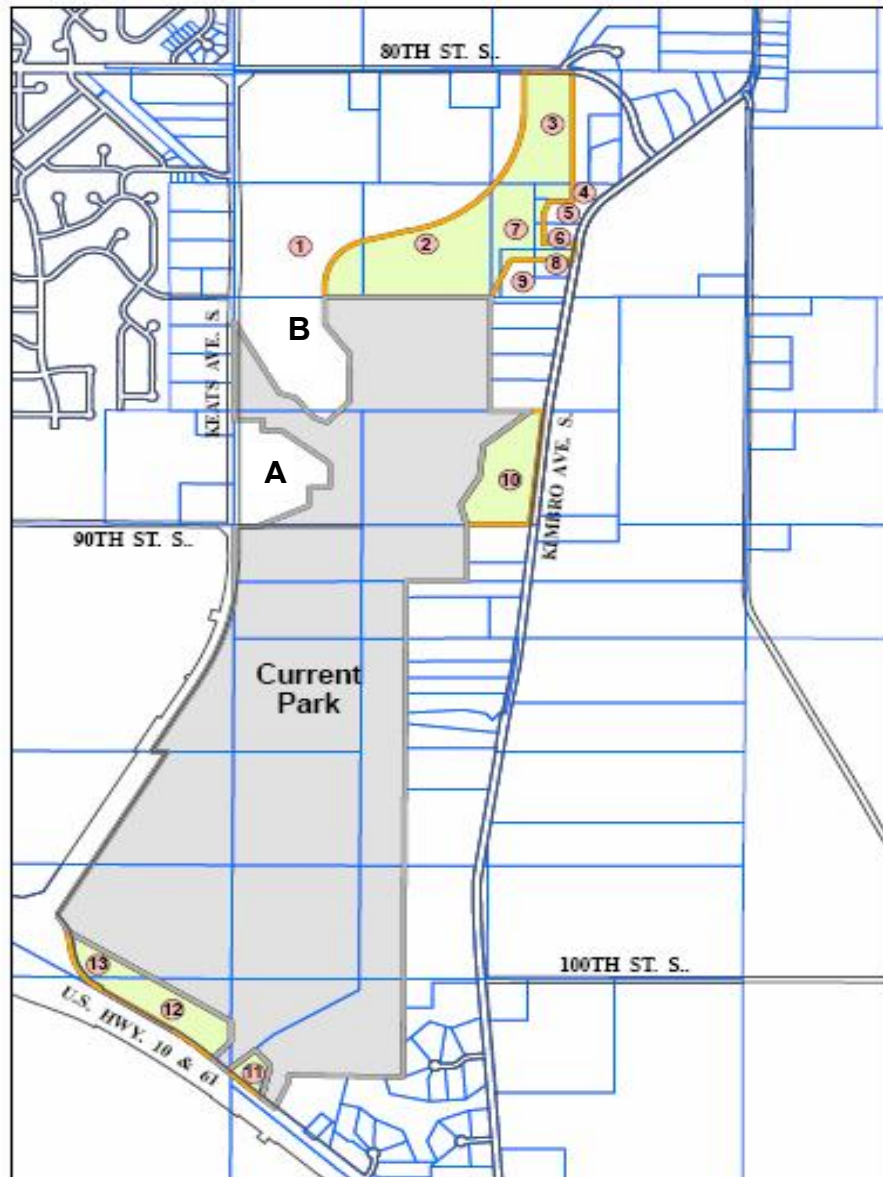 80TH ST. S..
3
4
5
1
2
7
6
8
9
B
KEATS AVE. S.
KIMBRO AVE. S.
A
10
90TH ST. S..
Current
Park
13
100TH ST. S..
12
U.S. HWY. 10 & 61
11